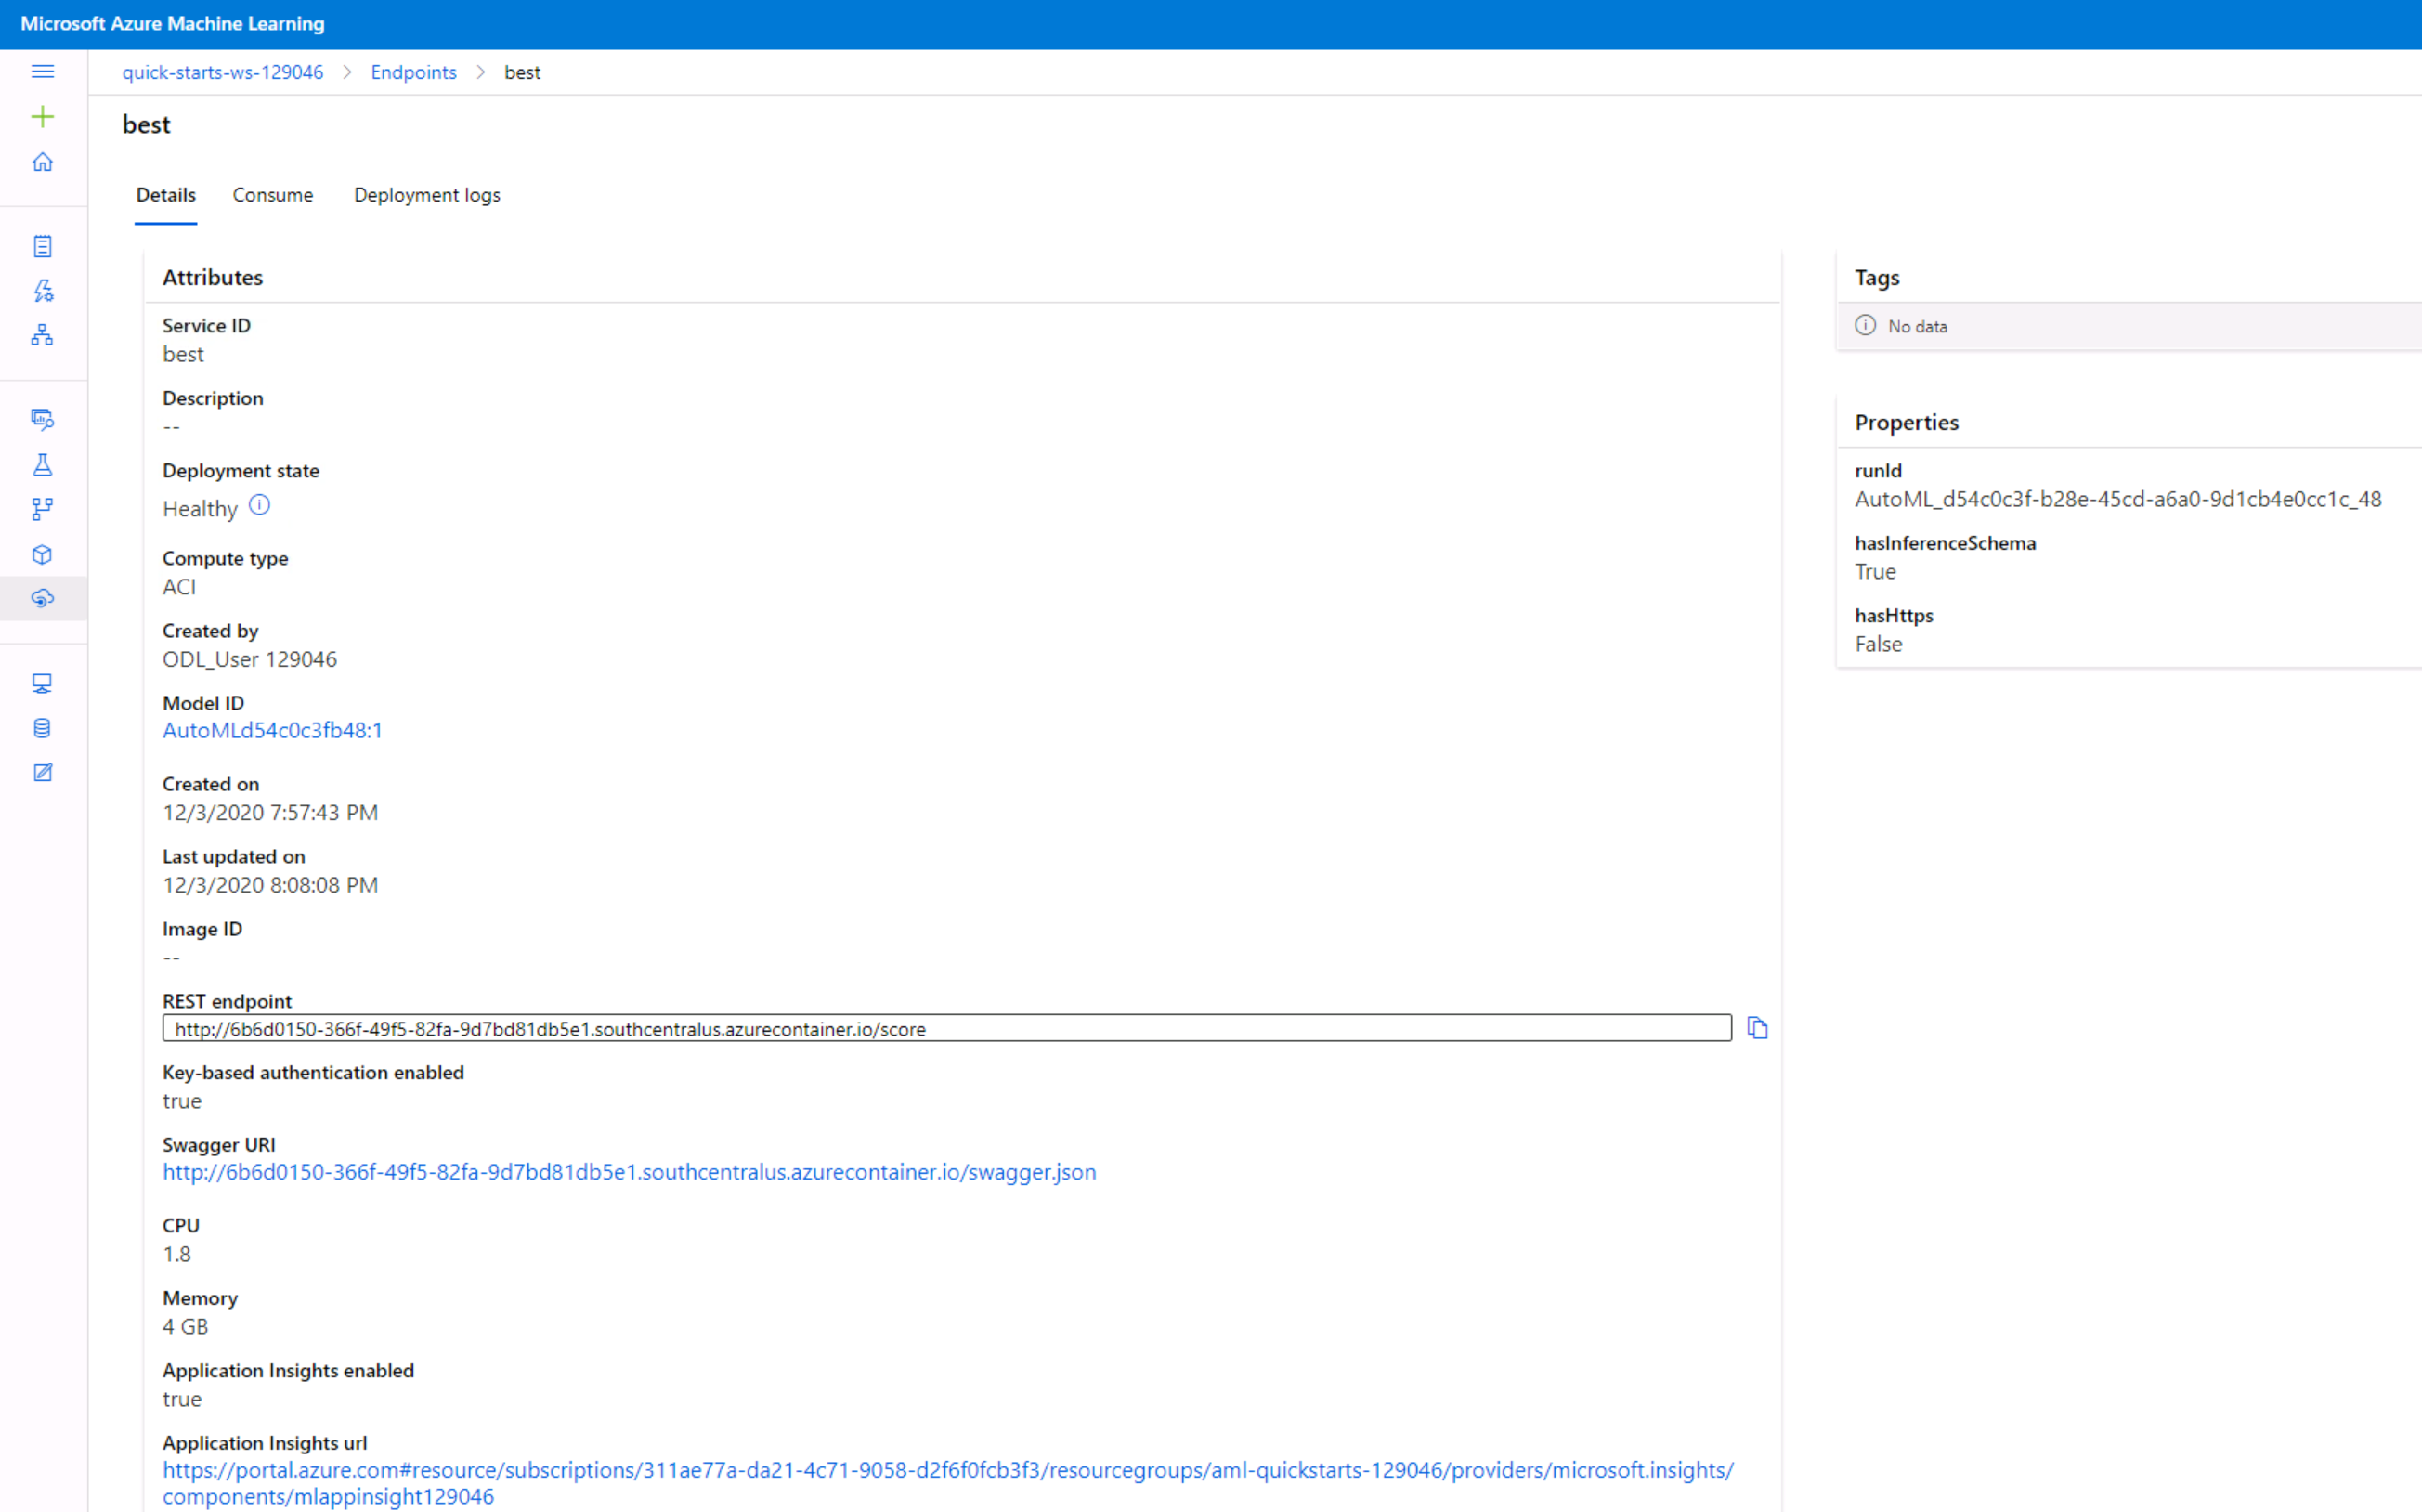 Microsoft Azure Machine Learning
quick-starts-ws-129046 > Endpoints > best
best
Details Consume Deployment logs
Attributes
Service ID
best
Description
--
Deployment state
Healthy
Compute type
ACI
Created by
ODL_User 129046
Model ID
AutoMLd54c0c3fb48:1
Created on
12/3/2020 7:57:43 PM
Last updated on
12/3/2020 8:08:08 PM
Image ID
--
REST endpoint
http://6b6d0150-366f-49f5-82fa-9d7bd81db5e1.southcentralus.azurecontainer.io/score
Key-based authentication enabled
true
Swagger URI
http://6b6d0150-366f-49f5-82fa-9d7bd81db5e1.southcentralus.azurecontainer.io/swagger.json
CPU
1.8
Memory
4 GB
Application Insights enabled
true
Application Insights url
https://portal.azure.com#resource/subscriptions/311ae77a-da21-4c71-9058-d2f6f0fcb3f3/resourcegroups/aml-quickstarts-129046/providers/microsoft.insights/
components/mlappinsight129046
Tags
No data
Properties
runId
AutoML_d54c0c3f-b28e-45cd-a6a0-9d1cb4e0cc1c_48
hasInferenceSchema
True
hasHttps
False